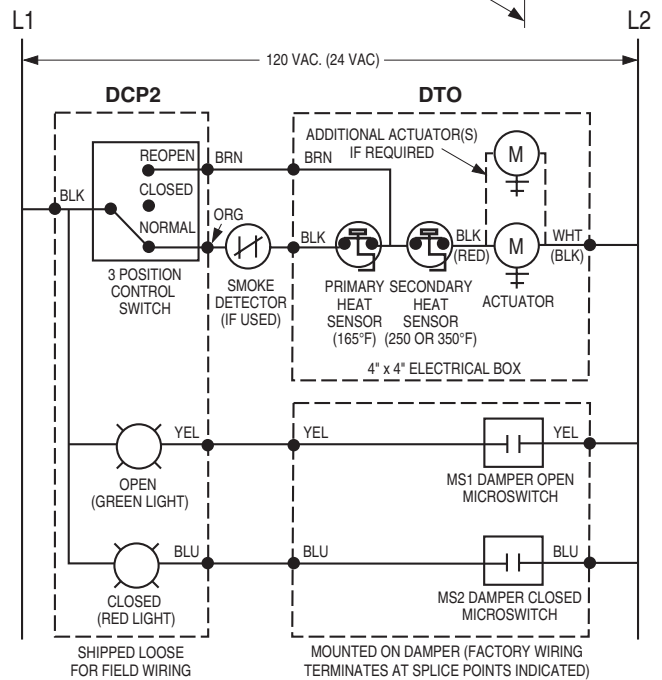 L1
L2
120 VAC. (24 VAC)
DCP2
DTO
REOPEN
BRN
BRN
ADDITIONAL ACTUATOR(S)
IF REQUIRED
M
BLK
CLOSED
ORG
NORMAL
BLK
BLK
(RED)
M
WHT
(BLK)
3 POSITION
CONTROL
SWITCH
SMOKE
DETECTOR
(IF USED)
PRIMARY
HEAT
SENSOR
(165°F)
SECONDARY
HEAT
SENSOR
(250 OR 350°F)
ACTUATOR
4" x 4" ELECTRICAL BOX
YEL
YEL
YEL
OPEN
(GREEN LIGHT)
MS1 DAMPER OPEN
MICROSWITCH
BLU
BLU
BLU
CLOSED
(RED LIGHT)
MS2 DAMPER CLOSED
MICROSWITCH
SHIPPED LOOSE
FOR FIELD WIRING
MOUNTED ON DAMPER (FACTORY WIRING
TERMINATES AT SPLICE POINTS INDICATED)